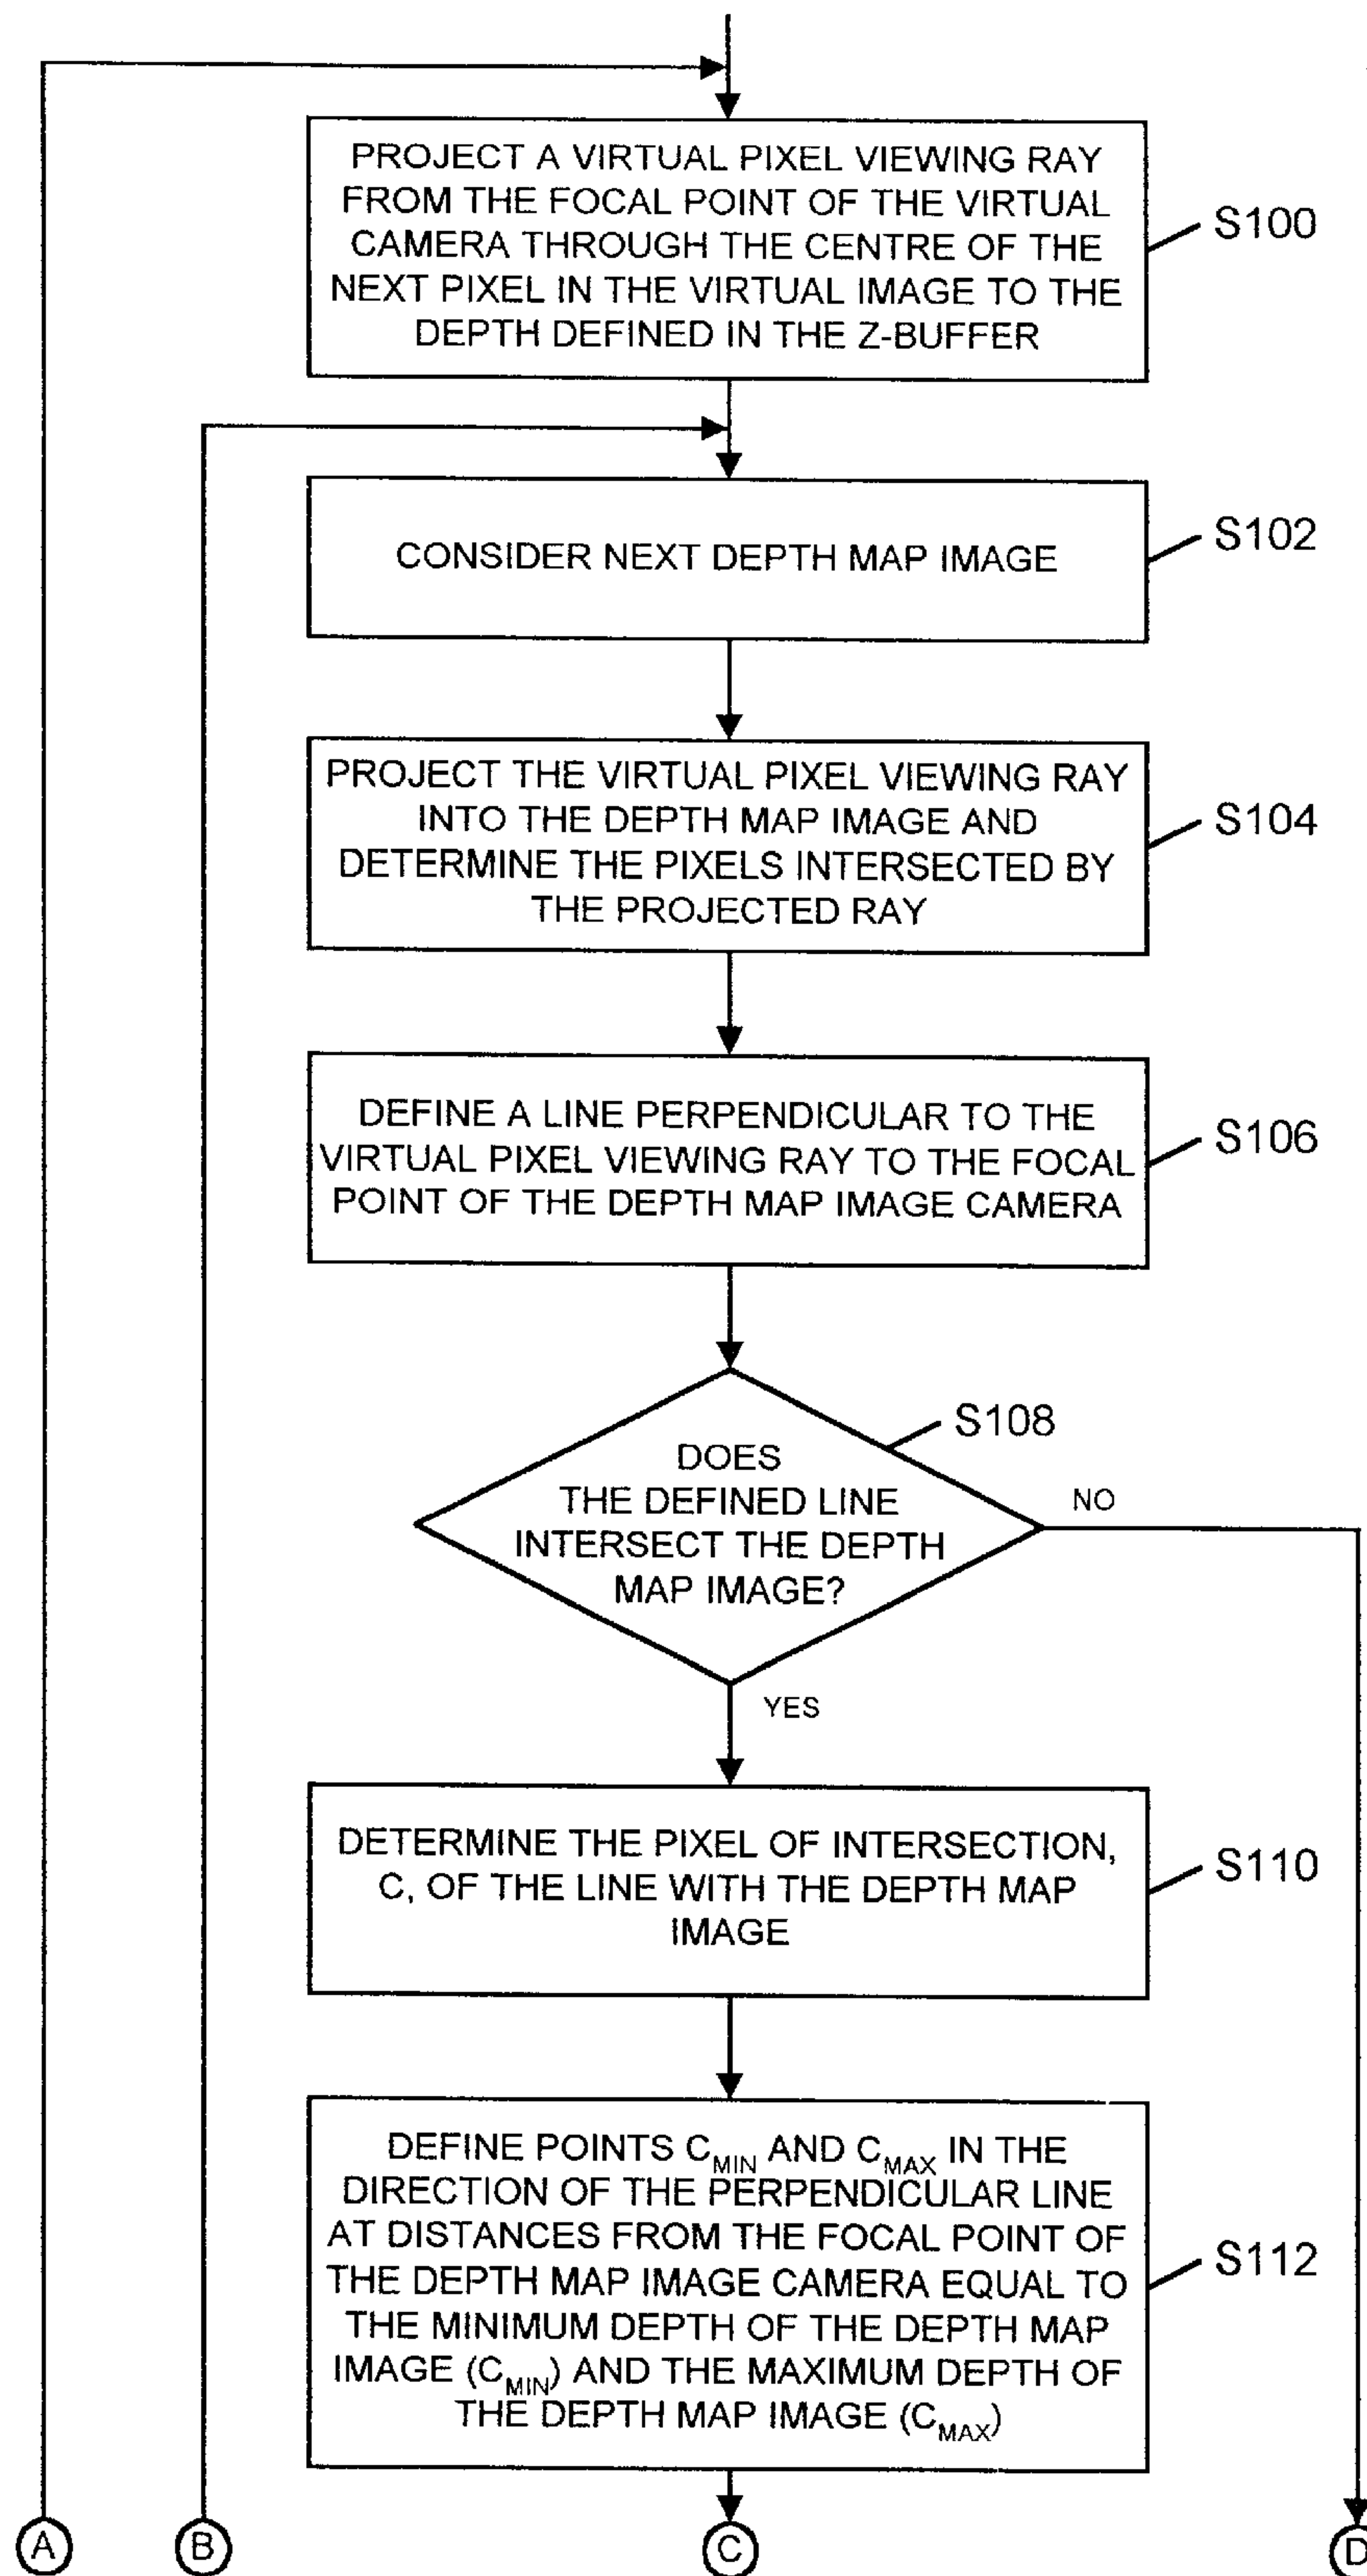 PROJECT A VIRTUAL PIXEL VIEWING RAY
FROM THE FOCAL POINT OF THE VIRTUAL
CAMERA THROUGH THE CENTRE OF THE
NEXT PIXEL IN THE VIRTUAL IMAGE TO THE
DEPTH DEFINED IN THE Z-BUFFER
S100
CONSIDER NEXT DEPTH MAP IMAGE
S102
PROJECT THE VIRTUAL PIXEL VIEWING RAY
INTO THE DEPTH MAP IMAGE AND
DETERMINE THE PIXELS INTERSECTED BY
THE PROJECTED RAY
S104
DEFINE A LINE PERPENDICULAR TO THE
VIRTUAL PIXEL VIEWING RAY TO THE FOCAL
POINT OF THE DEPTH MAP IMAGE CAMERA
S106
S108
DOES
THE DEFINED LINE
INTERSECT THE DEPTH
MAP IMAGE?
NO
YES
DETERMINE THE PIXEL OF INTERSECTION,
C, OF THE LINE WITH THE DEPTH MAP
IMAGE
S110
DEFINE POINTS C_MIN AND C_MAX IN THE
DIRECTION OF THE PERPENDICULAR LINE
AT DISTANCES FROM THE FOCAL POINT OF
THE DEPTH MAP IMAGE CAMERA EQUAL TO
THE MINIMUM DEPTH OF THE DEPTH MAP
IMAGE (C_MIN) AND THE MAXIMUM DEPTH OF
THE DEPTH MAP IMAGE (C_MAX)
S112
A
B
C
D